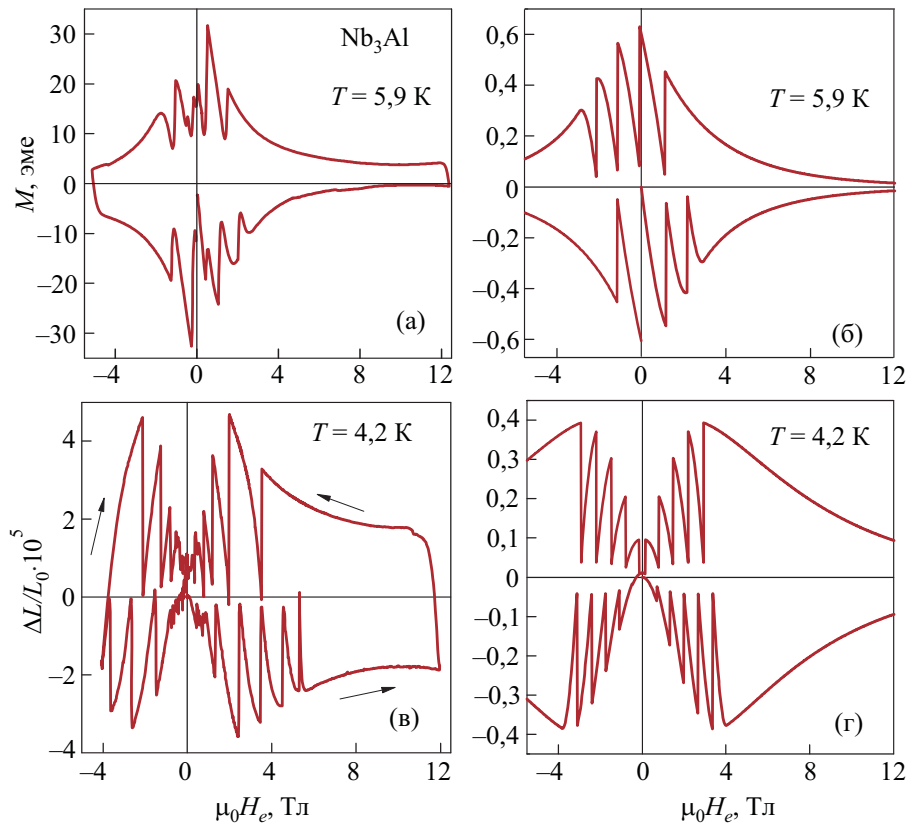 30
20
10
0
–10
–20
–30
M, эме
Nb₃Al
T = 5,9 К
(а)
–4 0 4 8 12
0,6
0,4
0,2
0
–0,2
–0,4
–0,6
T = 5,9 К
(б)
–4 0 4 8 12
4
2
0
–2
–4
ΔL/L₀·10⁵
T = 4,2 К
(в)
–4 0 4 8 12
μ₀Hₑ, Тл
0,4
0,3
0,2
0,1
0
–0,1
–0,2
–0,3
–0,4
T = 4,2 К
(г)
–4 0 4 8 12
μ₀Hₑ, Тл